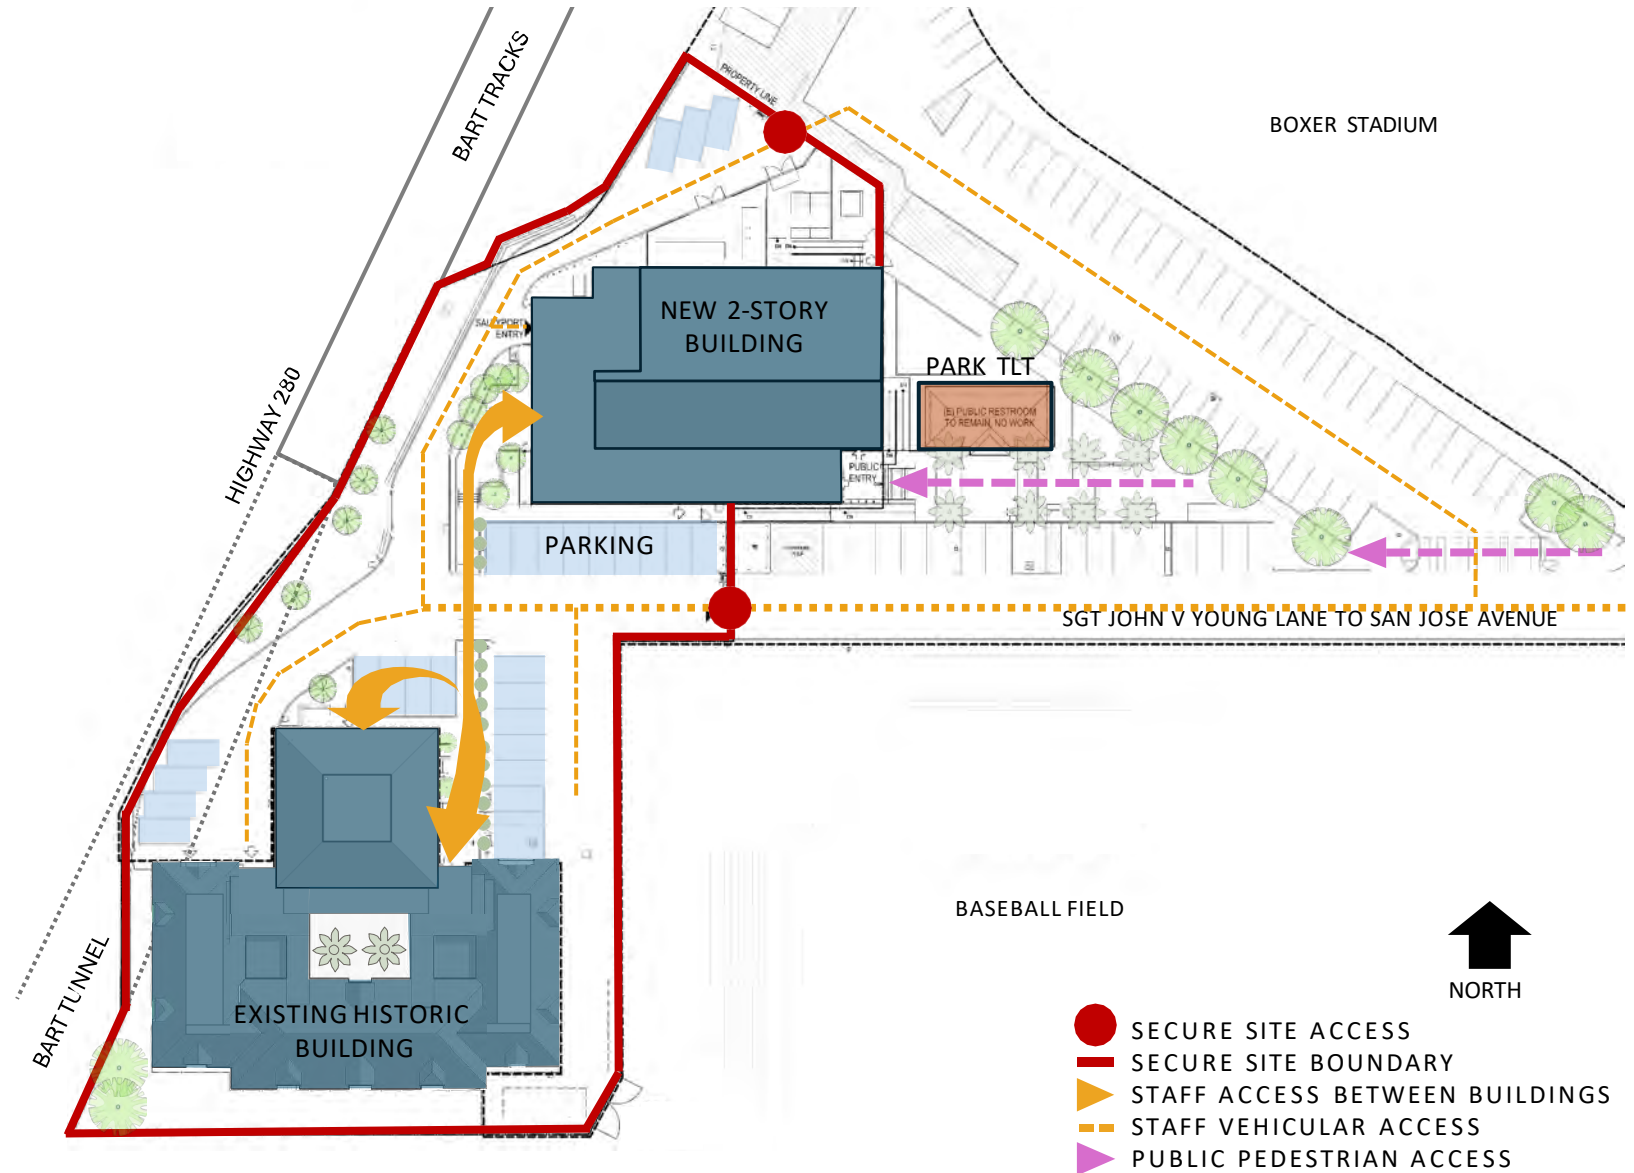 BART TRACKS
PROPERTY LINE
BOXER STADIUM
NEW 2-STORY
BUILDING
SALLYPORT
ENTRY
PARK TLT
(E) PUBLIC RESTROOM
TO REMAIN, NO WORK
HIGHWAY 280
PUBLIC
ENTRY
PARKING
SGT JOHN V YOUNG LANE TO SAN JOSE AVENUE
BASEBALL FIELD
BART TUNNEL
EXISTING HISTORIC
BUILDING
NORTH
SECURE SITE ACCESS
SECURE SITE BOUNDARY
STAFF ACCESS BETWEEN BUILDINGS
STAFF VEHICULAR ACCESS
PUBLIC PEDESTRIAN ACCESS